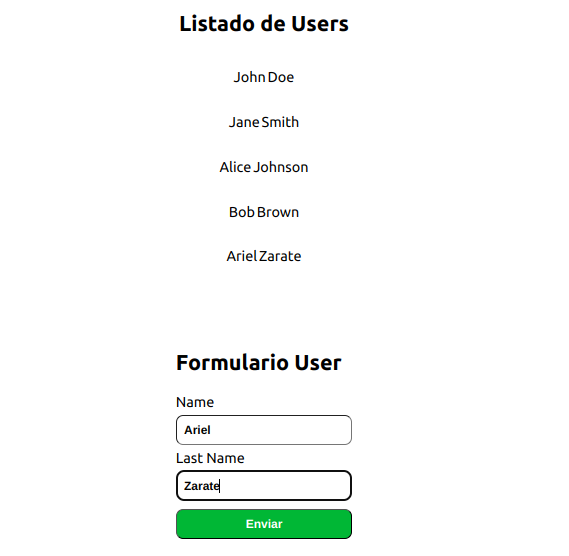 Listado de Users
John Doe
Jane Smith
Alice Johnson
Bob Brown
Ariel Zarate
Formulario User
Name
Ariel
Last Name
Zarate
Enviar